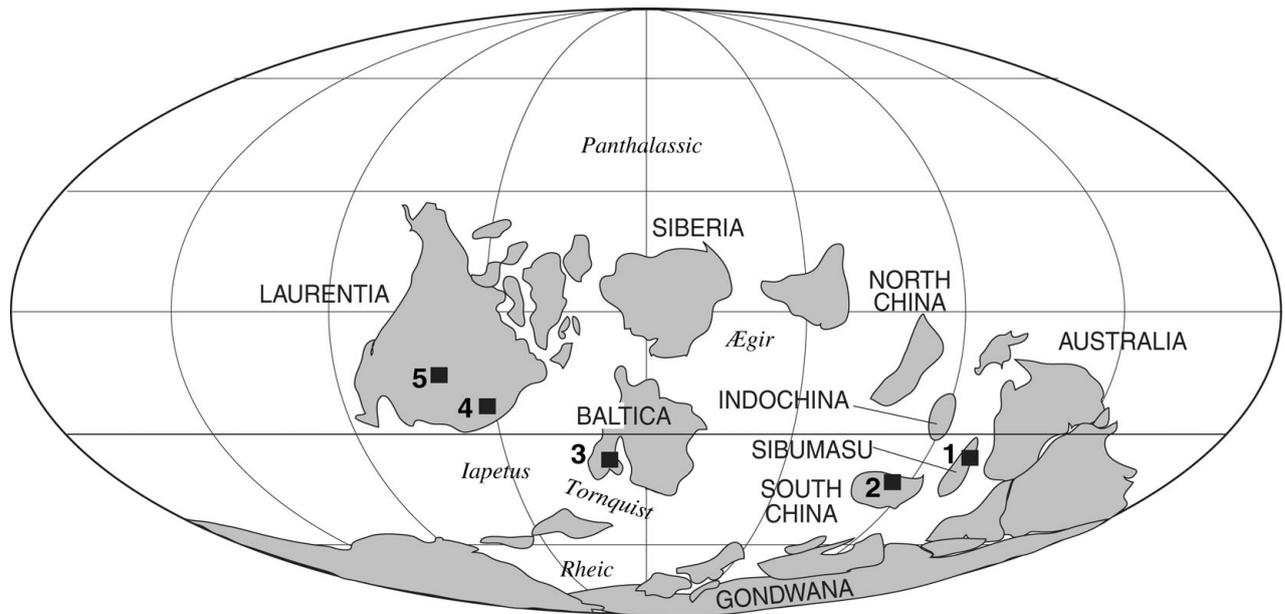 Panthalassic
SIBERIA
LAURENTIA
NORTH
CHINA
Ægir
AUSTRALIA
5
4
BALTICA
INDOCHINA
3
Iapetus
Tornquist
SIBUMASU
1
SOUTH
CHINA
2
Rheic
GONDWANA